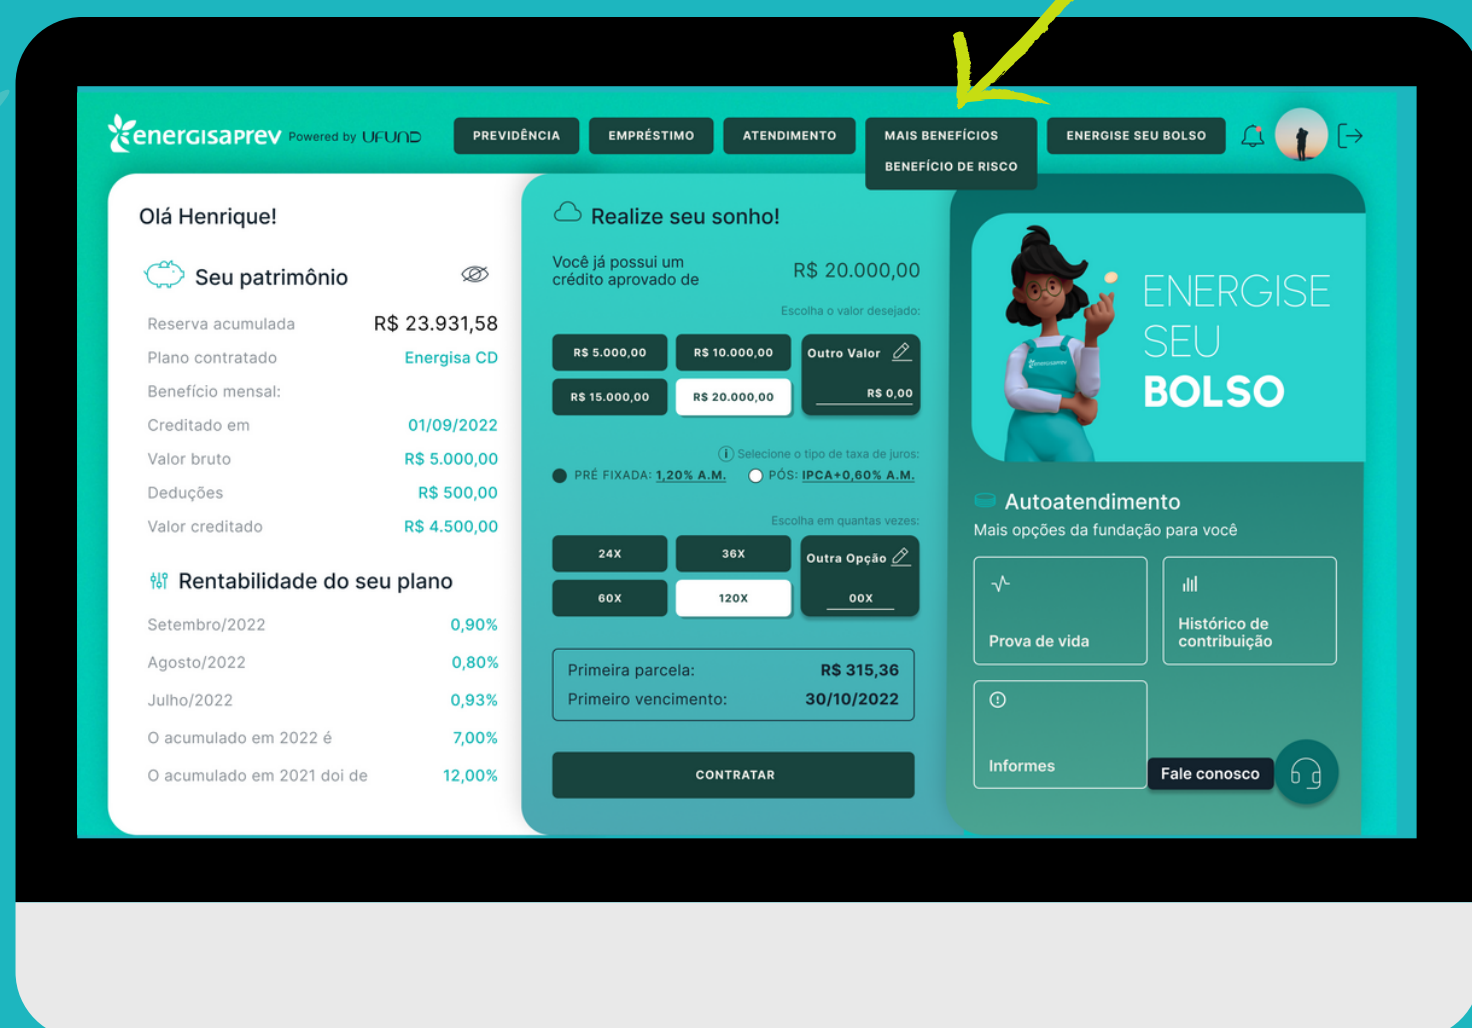 energisaprev Powered by UFUND
PREVIDÊNCIA
EMPRÉSTIMO
ATENDIMENTO
MAIS BENEFÍCIOS
BENEFÍCIO DE RISCO
ENERGISE SEU BOLSO
Olá Henrique!
Seu patrimônio
Reserva acumulada R$ 23.931,58
Plano contratado Energisa CD
Benefício mensal:
Creditado em 01/09/2022
Valor bruto R$ 5.000,00
Deduções R$ 500,00
Valor creditado R$ 4.500,00
Rentabilidade do seu plano
Setembro/2022 0,90%
Agosto/2022 0,80%
Julho/2022 0,93%
O acumulado em 2022 é 7,00%
O acumulado em 2021 doi de 12,00%
Realize seu sonho!
Você já possui um
crédito aprovado de
R$ 20.000,00
Escolha o valor desejado:
R$ 5.000,00
R$ 10.000,00
Outro Valor
R$ 15.000,00
R$ 20.000,00
R$ 0,00
Selecione o tipo de taxa de juros:
PRÉ FIXADA: 1,20% A.M.
PÓS: IPCA+0,60% A.M.
Escolha em quantas vezes:
24X
36X
Outra Opção
60X
120X
00X
Primeira parcela: R$ 315,36
Primeiro vencimento: 30/10/2022
CONTRATAR
energisaprev
ENERGISE
SEU
BOLSO
Autoatendimento
Mais opções da fundação para você
Prova de vida
Histórico de
contribuição
Informes
Fale conosco